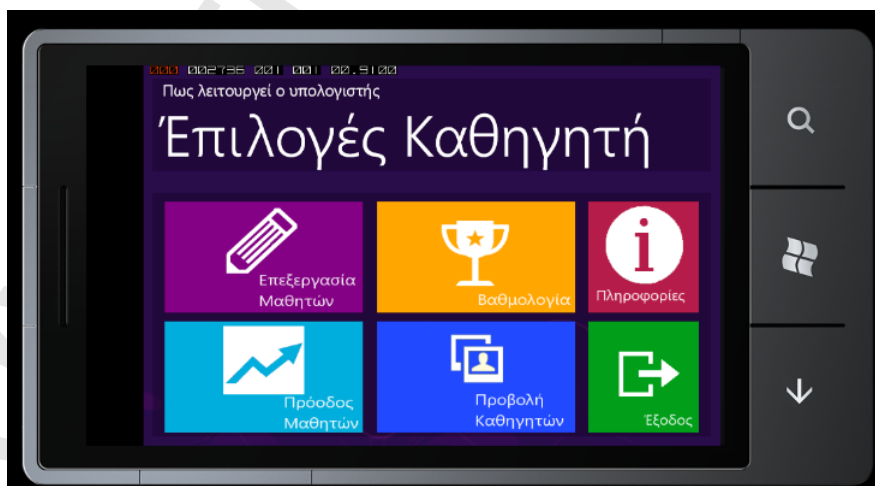 000 002736 001 001 00.9100
Πως λειτουργεί ο υπολογιστής
Έπιλογές Καθηγητή
Επεξεργασία
Μαθητών
Βαθμολογία
Πληροφορίες
Πρόοδος
Μαθητών
Προβολή
Καθηγητών
Έξοδος